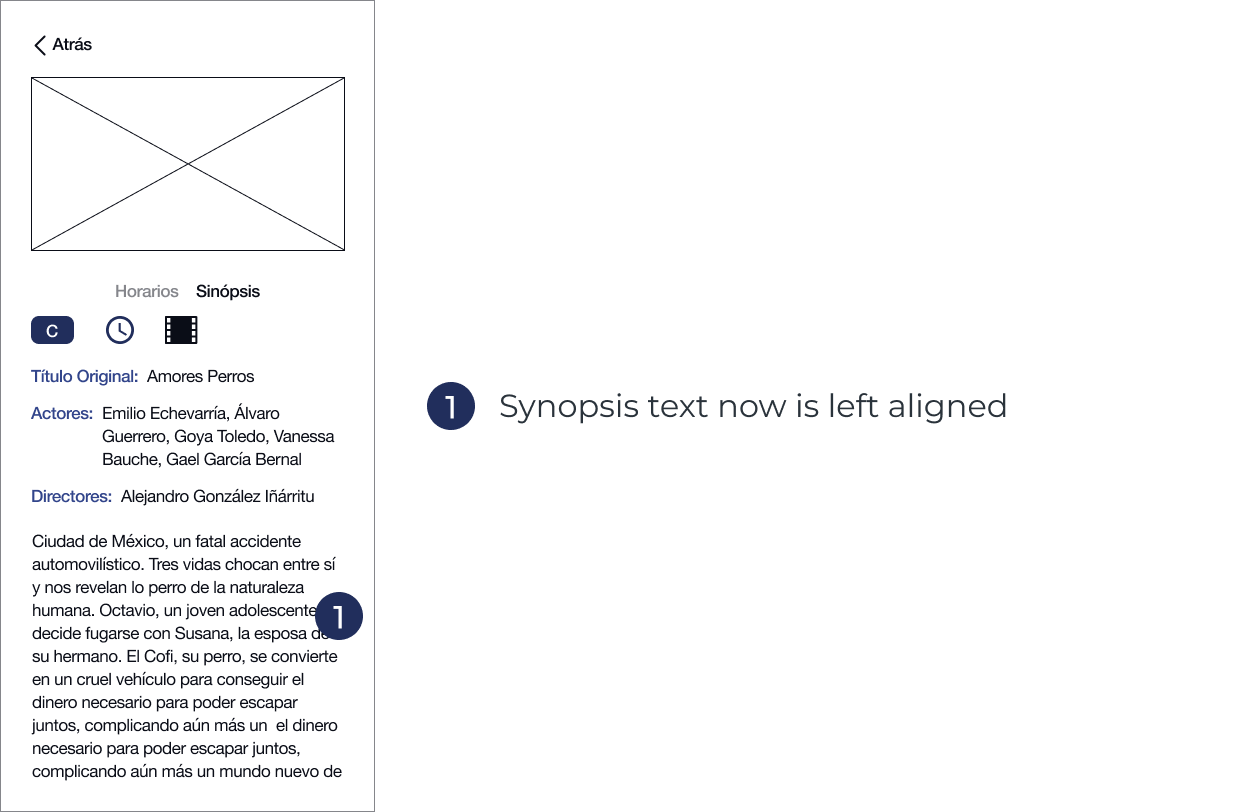 Atrás
Horarios Sinópsis
C
Título Original: Amores Perros
Actores: Emilio Echevarría, Álvaro
Guerrero, Goya Toledo, Vanessa
Bauche, Gael García Bernal
Directores: Alejandro González Iñárritu
Ciudad de México, un fatal accidente
automovilístico. Tres vidas chocan entre sí
y nos revelan lo perro de la naturaleza
humana. Octavio, un joven adolescente
decide fugarse con Susana, la esposa de
su hermano. El Cofi, su perro, se convierte
en un cruel vehículo para conseguir el
dinero necesario para poder escapar
juntos, complicando aún más un  el dinero
necesario para poder escapar juntos,
complicando aún más un mundo nuevo de
1
1 Synopsis text now is left aligned